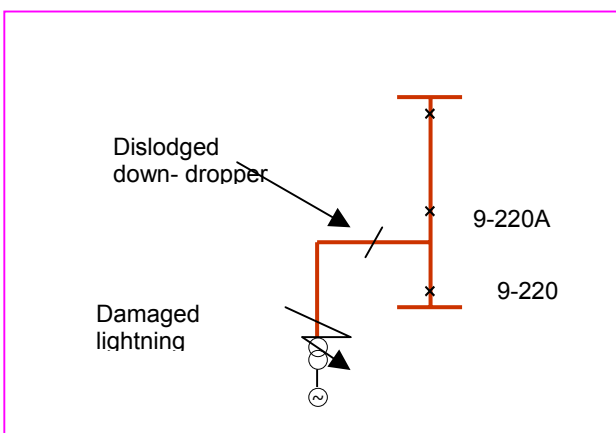 Dislodged
down- dropper
9-220A
9-220
Damaged
lightning
~